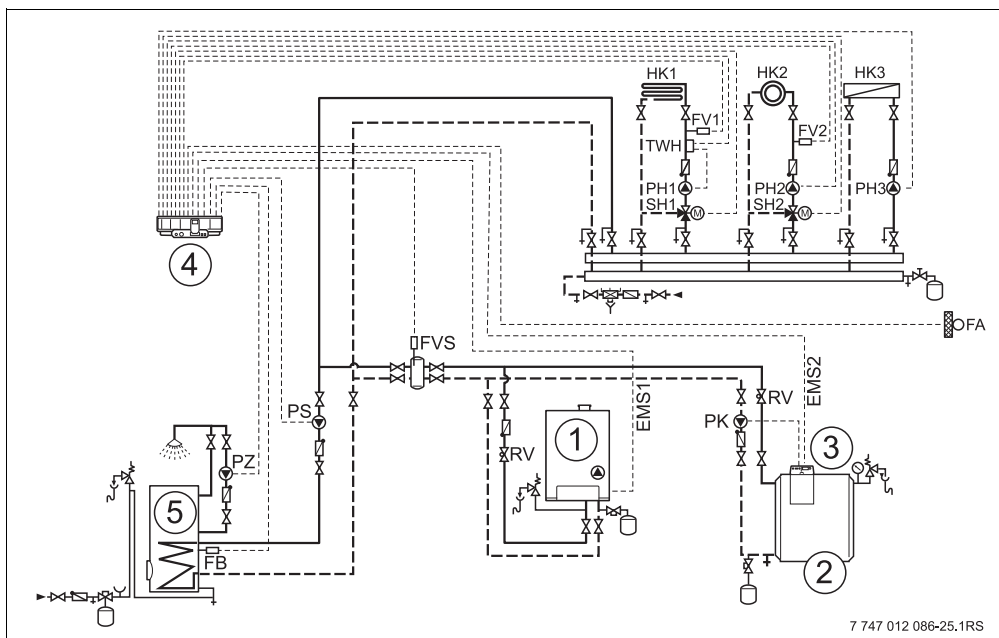 HK1
HK2
HK3
FV1
FV2
TWH
PH1
PH2
PH3
SH1
M
SH2
M
4
FA
FVS
EMS1
EMS2
RV
PS
PK
1
3
PZ
RV
5
FB
2
7 747 012 086-25.1RS